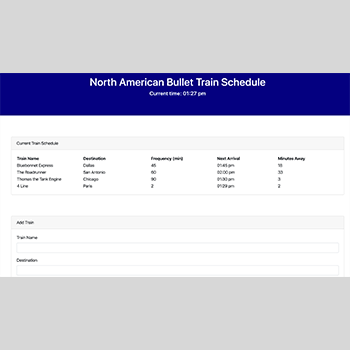 North American Bullet Train Schedule
Current time: 01:27 pm
Current Train Schedule
Train Name Destination Frequency (min) Next Arrival Minutes Away
Bluebonnet Express Dallas 45 01:45 pm 18
The Roadrunner San Antonio 60 02:00 pm 33
Thomas the Tank Engine Chicago 90 01:30 pm 3
4 Line Paris 2 01:29 pm 2
Add Train
Train Name
Destination